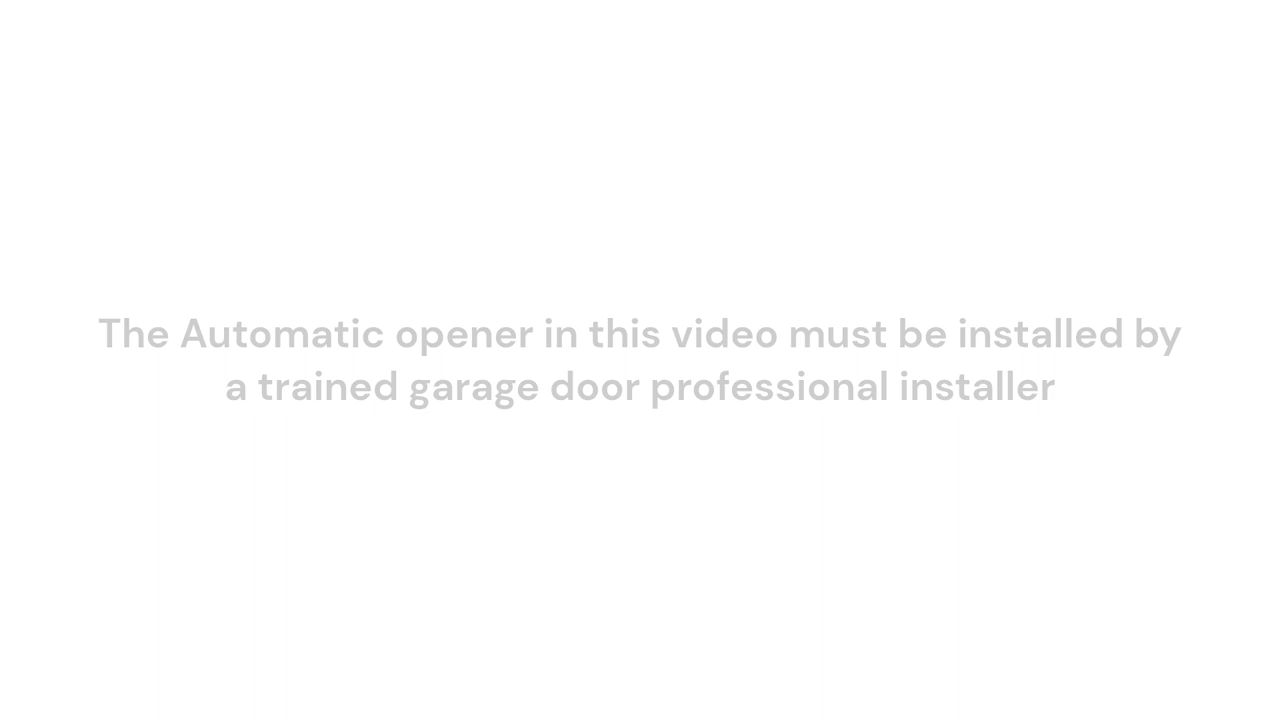 The Automatic opener in this video must be installed by
a trained garage door professional installer